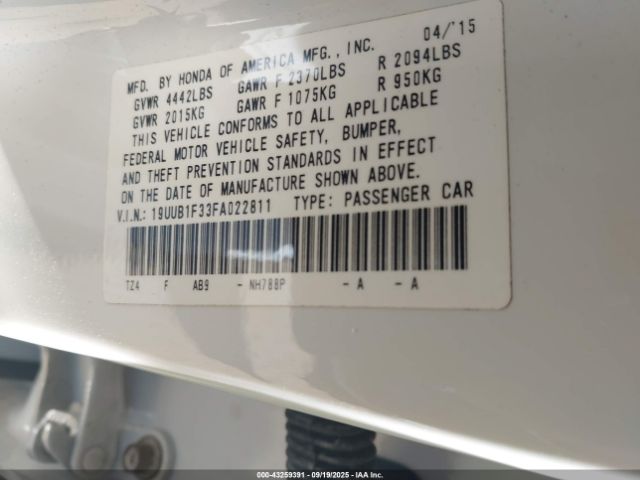 MFD. BY HONDA OF AMERICA MFG., INC. 04/'15
GVWR 4442LBS GAWR F 2370LBS R 2094LBS
GVWR 2015KG GAWR F 1075KG R 950KG
THIS VEHICLE CONFORMS TO ALL APPLICABLE
FEDERAL MOTOR VEHICLE SAFETY, BUMPER,
AND THEFT PREVENTION STANDARDS IN EFFECT
ON THE DATE OF MANUFACTURE SHOWN ABOVE.
V.I.N.: 19UUB1F33FA022811 TYPE: PASSENGER CAR
TZ4 F AB9 - NH788P - A - A
000-43259391 - 09/19/2025 - IAA Inc.